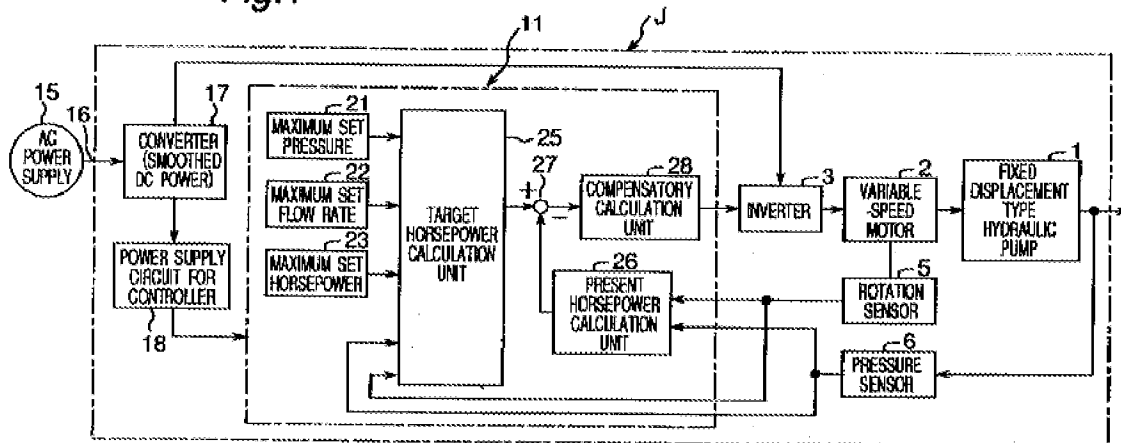 Fig.1
J
11
15
AC
POWER
SUPPLY
16
17
CONVERTER
(SMOOTHED
DC POWER)
POWER SUPPLY
CIRCUIT FOR
CONTROLLER
18
21
MAXIMUM SET
PRESSURE
22
MAXIMUM SET
FLOW RATE
23
MAXIMUM SET
HORSEPOWER
25
TARGET
HORSEPOWER
CALCULATION
UNIT
+
27
−
28
COMPENSATORY
CALCULATION
UNIT
26
PRESENT
HORSEPOWER
CALCULATION
UNIT
3
INVERTER
2
VARIABLE
-SPEED
MOTOR
1
FIXED
DISPLACEMENT
TYPE
HYDRAULIC
PUMP
5
ROTATION
SENSOR
6
PRESSURE
SENSOR